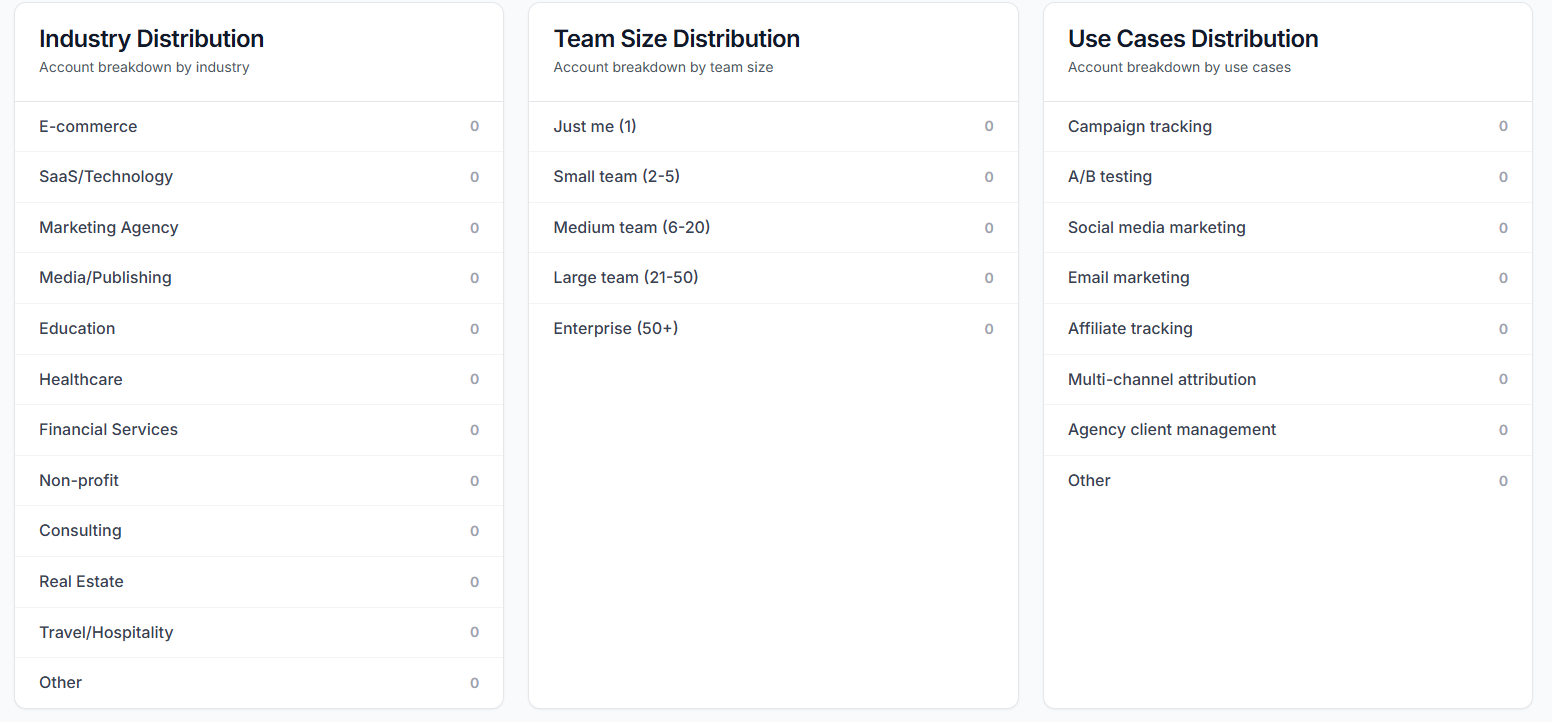 Industry Distribution
Account breakdown by industry
E-commerce 0
SaaS/Technology 0
Marketing Agency 0
Media/Publishing 0
Education 0
Healthcare 0
Financial Services 0
Non-profit 0
Consulting 0
Real Estate 0
Travel/Hospitality 0
Other 0
Team Size Distribution
Account breakdown by team size
Just me (1) 0
Small team (2-5) 0
Medium team (6-20) 0
Large team (21-50) 0
Enterprise (50+) 0
Use Cases Distribution
Account breakdown by use cases
Campaign tracking 0
A/B testing 0
Social media marketing 0
Email marketing 0
Affiliate tracking 0
Multi-channel attribution 0
Agency client management 0
Other 0